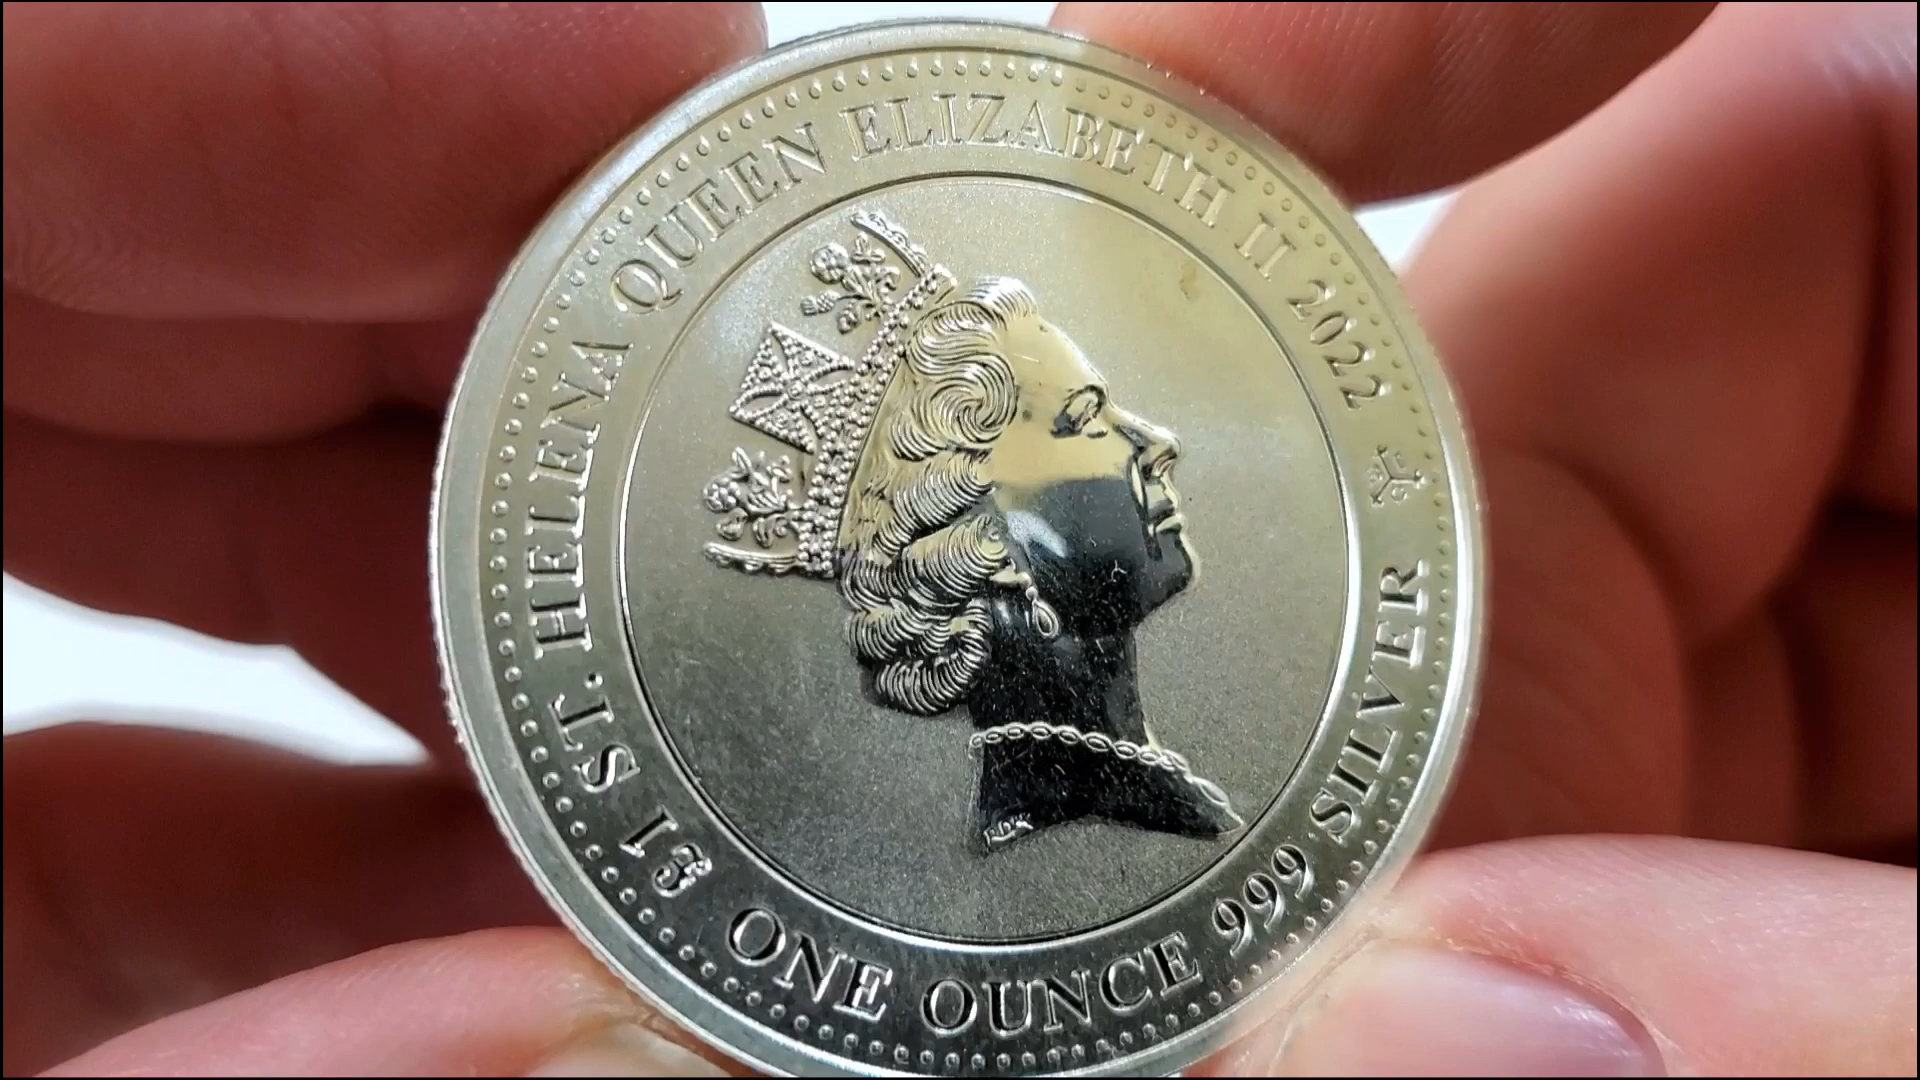 ST. HELENA QUEEN ELIZABETH II 2022
£1 ONE OUNCE 999 SILVER